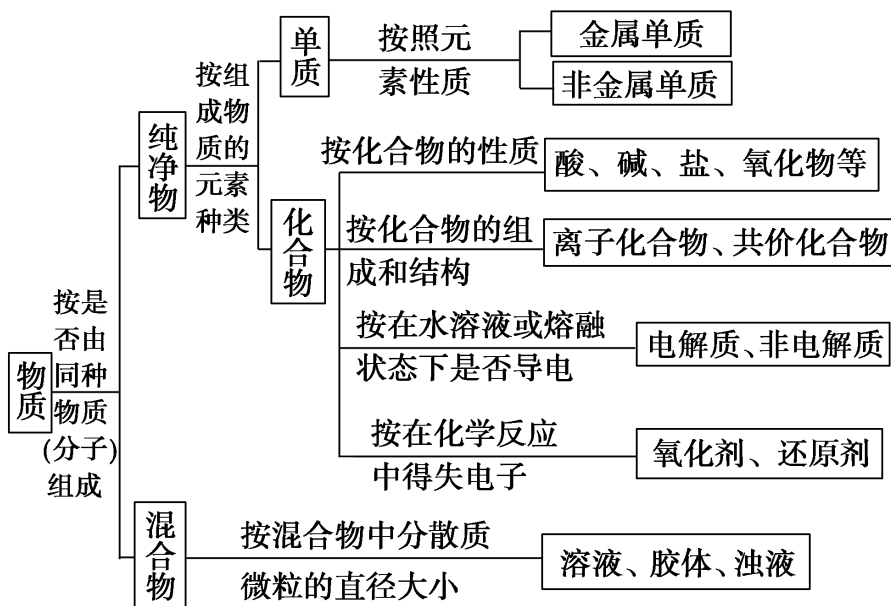 物质
按是
否由
同种
物质
(分子)
组成
纯净物
按组
成物
质的
元素
种类
单质
按照元
素性质
金属单质
非金属单质
化合物
按化合物的性质
酸、碱、盐、氧化物等
按化合物的组
成和结构
离子化合物、共价化合物
按在水溶液或熔融
状态下是否导电
电解质、非电解质
按在化学反应
中得失电子
氧化剂、还原剂
混合物
按混合物中分散质
微粒的直径大小
溶液、胶体、浊液